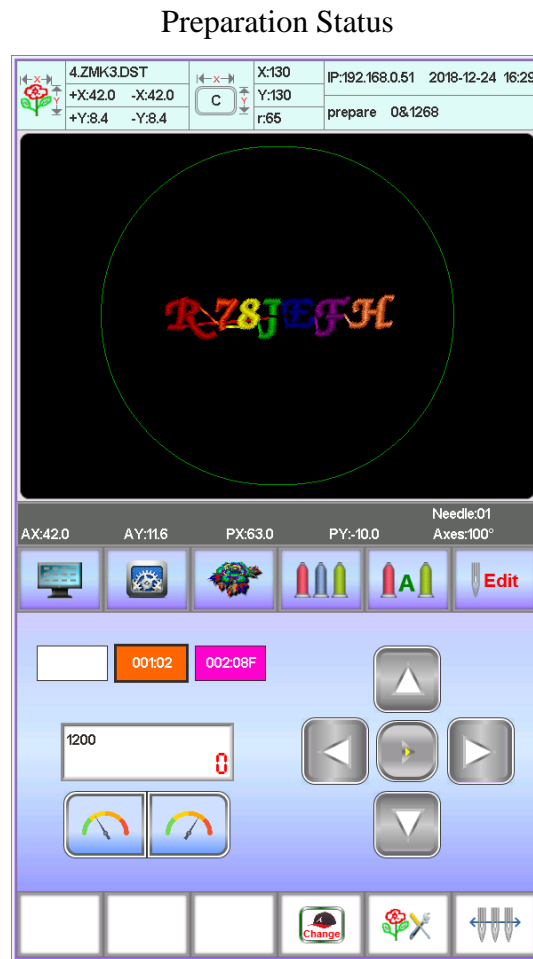 Preparation Status
4.ZMK3.DST
+X:42.0 -X:42.0
+Y:8.4 -Y:8.4
X
Y
C
X
Y
X:130
Y:130
r:65
IP:192.168.0.51 2018-12-24 16:29
prepare 0&1268
R78JEFH
Needle:01
AX:42.0 AY:11.6 PX:63.0 PY:-10.0 Axes:100°
A
Edit
001:02 002:08F
1200
0
Change